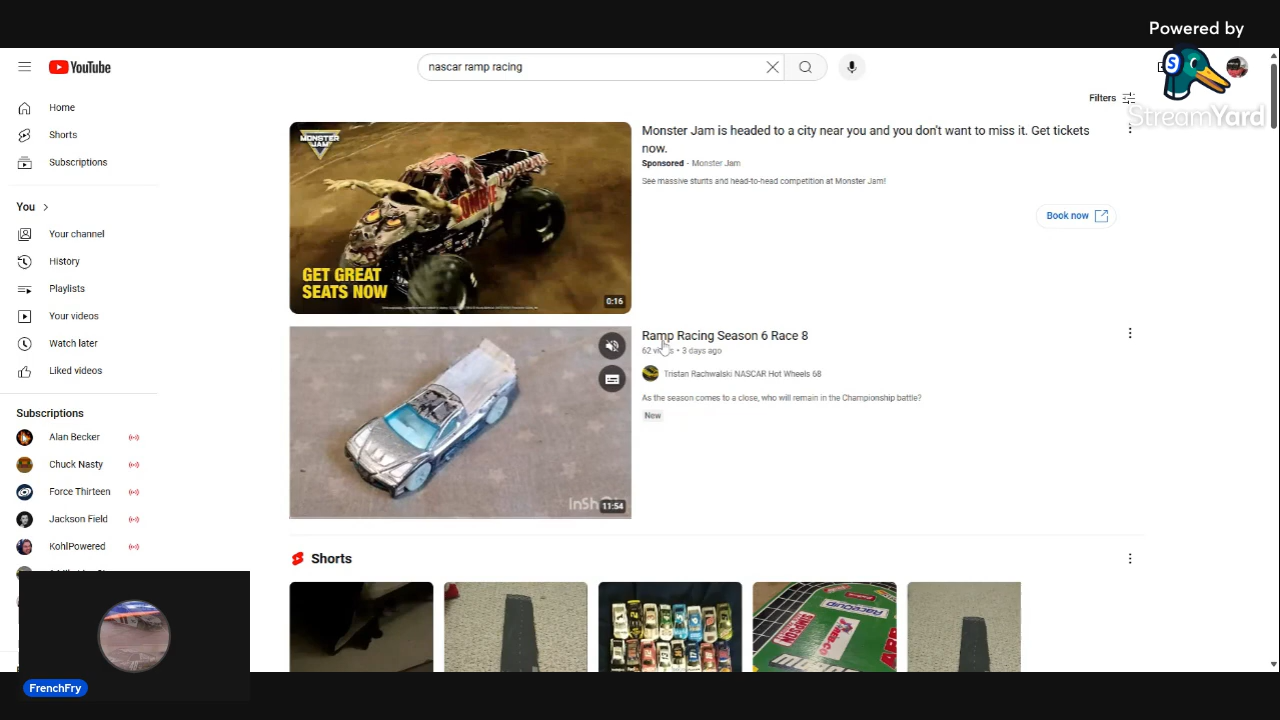 Powered by
YouTube
nascar ramp racing
StreamYard
Filters
Home
Shorts
Subscriptions
You
Your channel
History
Playlists
Your videos
Watch later
Liked videos
Subscriptions
Alan Becker
Chuck Nasty
Force Thirteen
Jackson Field
KohlPowered
MONSTER JAM
ZOMBIE
GET GREAT
SEATS NOW
0:16
Monster Jam is headed to a city near you and you don't want to miss it. Get tickets
now.
Sponsored - Monster Jam
See massive stunts and head-to-head competition at Monster Jam!
Book now
11:54
Ramp Racing Season 6 Race 8
62 views • 3 days ago
Tristan Rachwalski NASCAR Hot Wheels 68
As the season comes to a close, who will remain in the Championship battle?
New
Shorts
RaceQuip
SIMPSON
FrenchFry